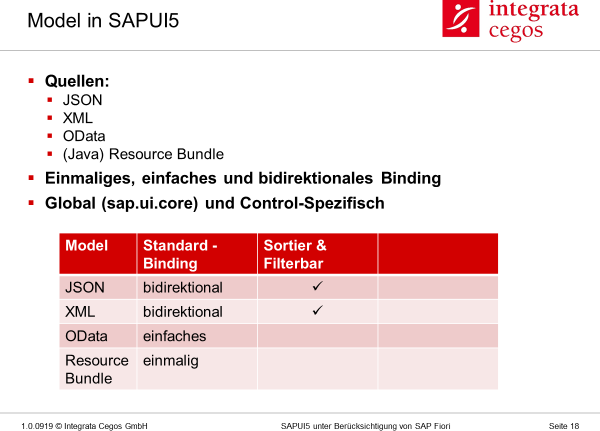 Model in SAPUI5
integrata
cegos
Quellen:
JSON
XML
OData
(Java) Resource Bundle
Einmaliges, einfaches und bidirektionales Binding
Global (sap.ui.core) und Control-Spezifisch
Model Standard - Sortier &
Binding Filterbar
JSON bidirektional ✓
XML bidirektional ✓
OData einfaches
Resource einmalig
Bundle
1.0.0919 © Integrata Cegos GmbH SAPUI5 unter Berücksichtigung von SAP Fiori Seite 18